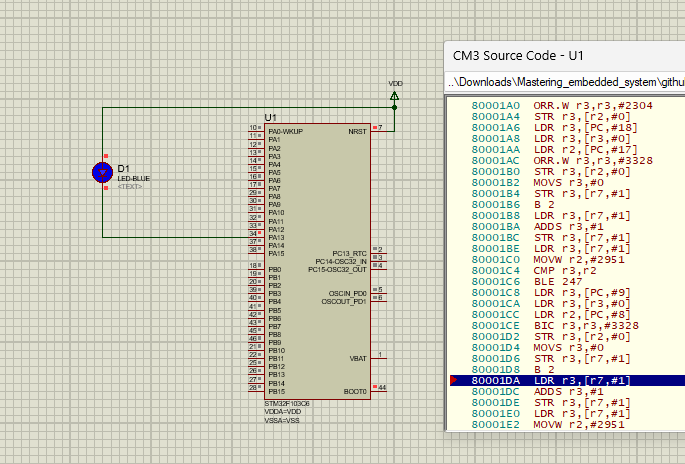 VDD
U1
10 PA0-WKUP NRST 7
11 PA1
12 PA2
13 PA3
14 PA4
15 PA5
16 PA6
17 PA7
29 PA8
30 PA9
31 PA10
32 PA11
33 PA12
34 PA13
37 PA14
38 PA15
PC13_RTC 2
PC14-OSC32_IN 3
PC15-OSC32_OUT 4
18 PB0
19 PB1
20 PB2
39 PB3
40 PB4
41 PB5
42 PB6
43 PB7
45 PB8
46 PB9
21 PB10
22 PB11
25 PB12
26 PB13
27 PB14
28 PB15
OSCIN_PD0 5
OSCOUT_PD1 6
VBAT 1
BOOT0 44
STM32F103C6
VDDA=VDD
VSSA=VSS
D1
LED-BLUE
<TEXT>
CM3 Source Code - U1
..\Downloads\Mastering_embedded_system\github
80001A0 ORR.W r3,r3,#2304
80001A4 STR r3,[r2,#0]
80001A6 LDR r3,[PC,#18]
80001A8 LDR r3,[r3,#0]
80001AA LDR r2,[PC,#17]
80001AC ORR.W r3,r3,#3328
80001B0 STR r3,[r2,#0]
80001B2 MOVS r3,#0
80001B4 STR r3,[r7,#1]
80001B6 B 2
80001B8 LDR r3,[r7,#1]
80001BA ADDS r3,#1
80001BC STR r3,[r7,#1]
80001BE LDR r3,[r7,#1]
80001C0 MOVW r2,#2951
80001C4 CMP r3,r2
80001C6 BLE 247
80001C8 LDR r3,[PC,#9]
80001CA LDR r3,[r3,#0]
80001CC LDR r2,[PC,#8]
80001CE BIC r3,r3,#3328
80001D2 STR r3,[r2,#0]
80001D4 MOVS r3,#0
80001D6 STR r3,[r7,#1]
80001D8 B 2
80001DA LDR r3,[r7,#1]
80001DC ADDS r3,#1
80001DE STR r3,[r7,#1]
80001E0 LDR r3,[r7,#1]
80001E2 MOVW r2,#2951